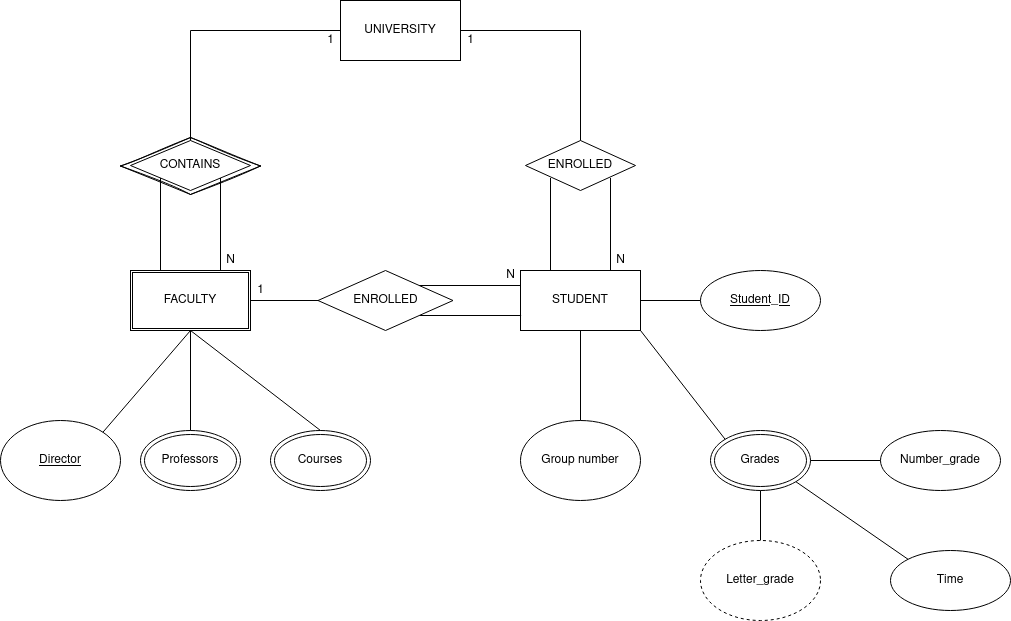 UNIVERSITY
1
1
CONTAINS
ENROLLED
N
N
FACULTY
1
ENROLLED
N
STUDENT
Student_ID
Director
Professors
Courses
Group number
Grades
Number_grade
Letter_grade
Time